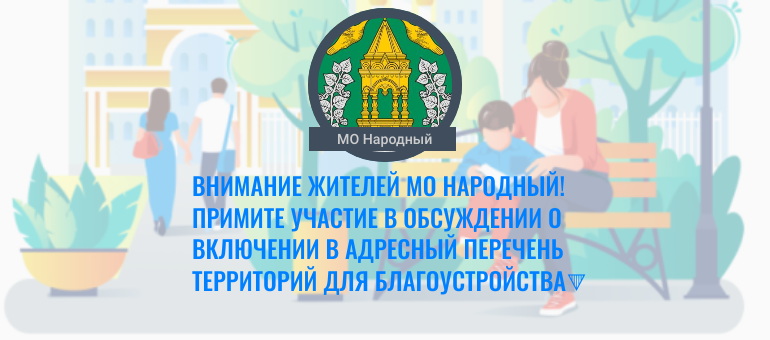 МО Народный
ВНИМАНИЕ ЖИТЕЛЕЙ МО НАРОДНЫЙ!
ПРИМИТЕ УЧАСТИЕ В ОБСУЖДЕНИИ О
ВКЛЮЧЕНИИ В АДРЕСНЫЙ ПЕРЕЧЕНЬ
ТЕРРИТОРИЙ ДЛЯ БЛАГОУСТРОЙСТВА